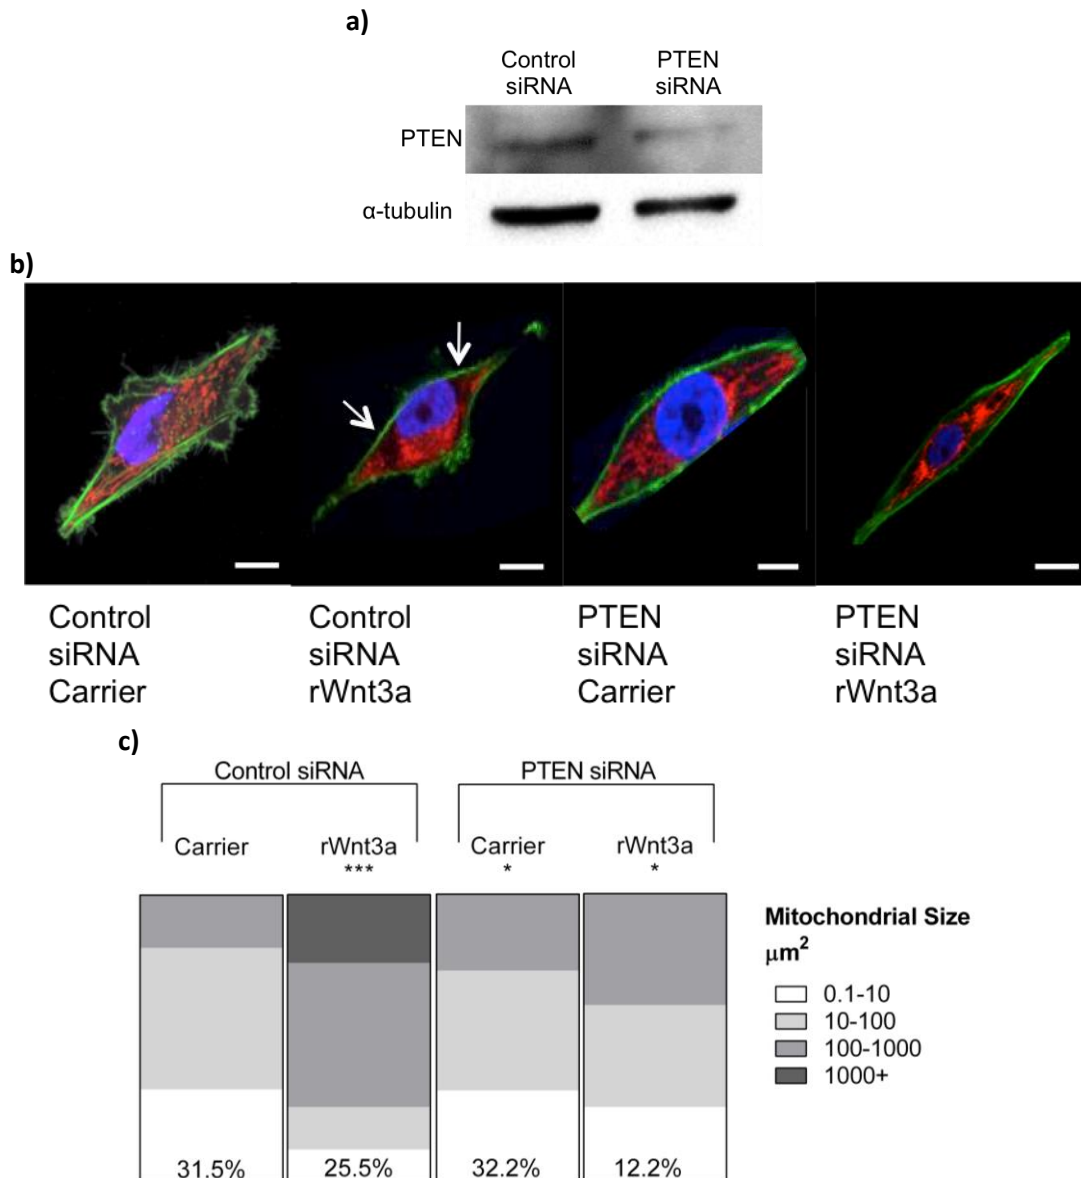 a)
Control
siRNA
PTEN
siRNA
PTEN
α-tubulin
b)
Control
siRNA
Carrier
Control
siRNA
rWnt3a
PTEN
siRNA
Carrier
PTEN
siRNA
rWnt3a
c)
Control siRNA
PTEN siRNA
Carrier
rWnt3a
***
Carrier
*
rWnt3a
*
Mitochondrial Size
μm²
0.1-10
10-100
100-1000
1000+
31.5%
25.5%
32.2%
12.2%